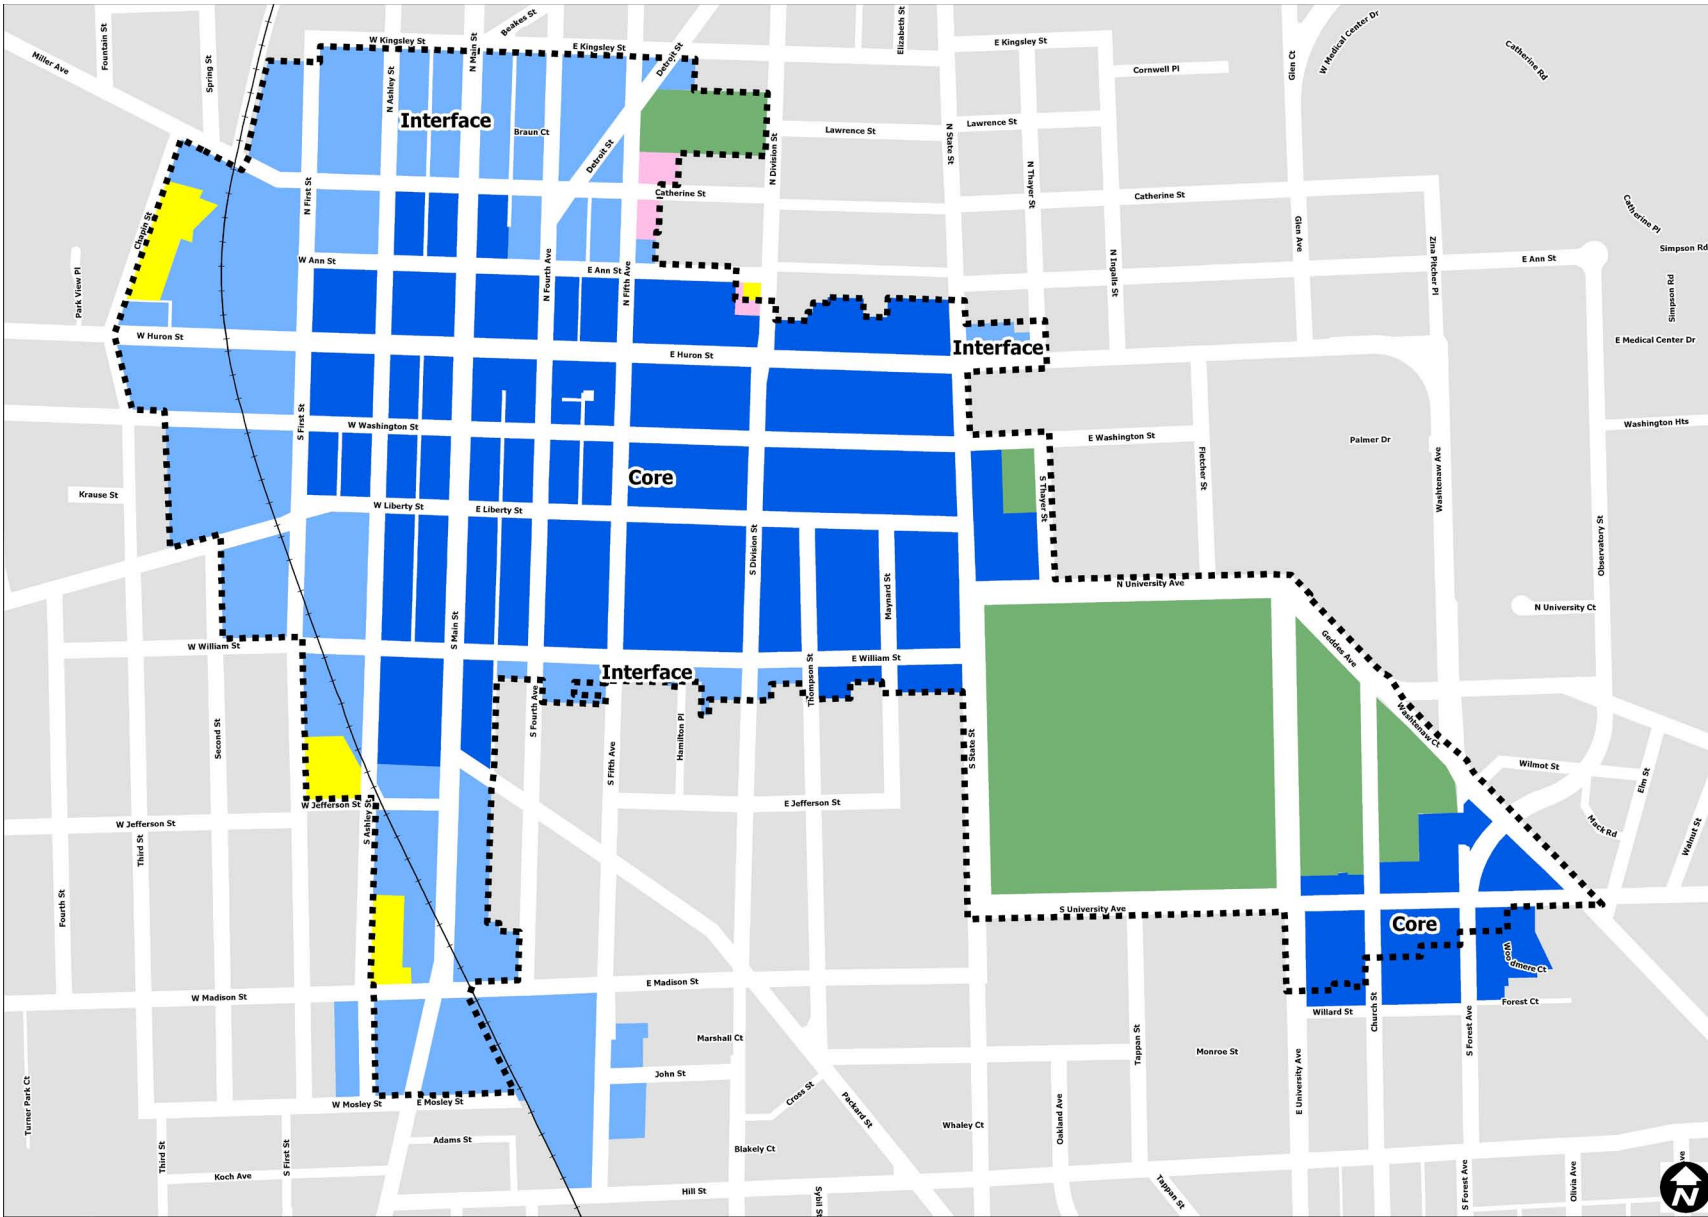 Fountain St
Spring St
Miller Ave
W Kingsley St
N Main St
Beakes St
E Kingsley St
Detroit St
Elizabeth St
E Kingsley St
Glen Ct
W Medical Center Dr
Catherine Rd
Cornwell Pl
N Ashley St
Interface
Braun Ct
Detroit St
Lawrence St
Lawrence St
N State St
N Division St
N Thayer St
N First St
Catherine St
Catherine St
Catherine Pl
Chapin St
Simpson Rd
Park View Pl
W Ann St
E Ann St
N Fourth Ave
N Fifth Ave
N Ingalls St
Glen Ave
Zina Pitcher Pl
E Ann St
Simpson Rd
W Huron St
E Huron St
Interface
E Medical Center Dr
S First St
W Washington St
E Washington St
Palmer Dr
Washington Hts
Fletcher St
Washtenaw Ave
Core
Krause St
W Liberty St
E Liberty St
S Thayer St
S Division St
Observatory St
Maynard St
N University Ave
N University Ct
S Main St
W William St
Interface
E William St
Geddes Ave
Thompson St
Second St
S Fourth Ave
S Fifth Ave
Hamilton Pl
S State St
Washtenaw Ct
Wilmot St
Elm St
W Jefferson St
E Jefferson St
W Jefferson St
S Ashley St
Third St
Mack Rd
Walnut St
Fourth St
S University Ave
Core
Woodmere Ct
W Madison St
E Madison St
Church St
Willard St
Forest Ct
S Forest Ave
Marshall Ct
Tappan St
Monroe St
John St
Cross St
Packard St
Turner Park Ct
W Mosley St
E Mosley St
Oakland Ave
E University Ave
Whaley Ct
Adams St
Blakely Ct
Third St
S First St
Koch Ave
Hill St
Sybil St
Tappan St
S Forest Ave
Olivia Ave
ve
N